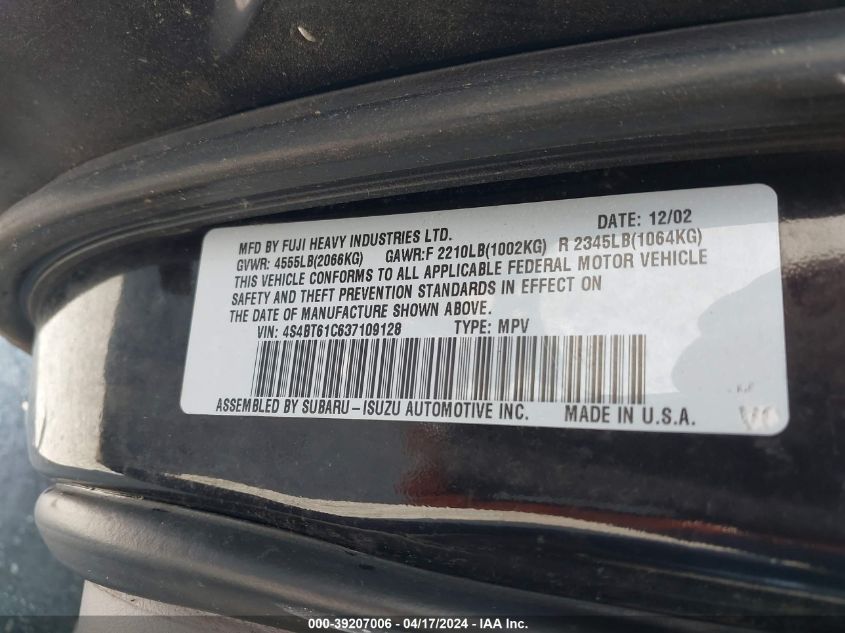 MFD BY FUJI HEAVY INDUSTRIES LTD. DATE: 12/02
GVWR: 4555LB(2066KG) GAWR:F 2210LB(1002KG) R 2345LB(1064KG)
THIS VEHICLE CONFORMS TO ALL APPLICABLE FEDERAL MOTOR VEHICLE
SAFETY AND THEFT PREVENTION STANDARDS IN EFFECT ON
THE DATE OF MANUFACTURE SHOWN ABOVE.
VIN: 4S4BT61C637109128 TYPE: MPV
ASSEMBLED BY SUBARU-ISUZU AUTOMOTIVE INC. MADE IN U.S.A.
000-39207006 - 04/17/2024 - IAA Inc.